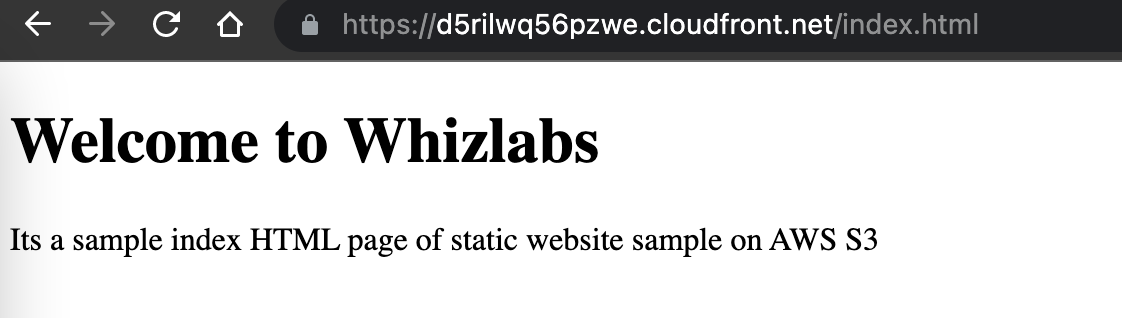 https://d5rilwq56pzwe.cloudfront.net/index.html
Welcome to Whizlabs
Its a sample index HTML page of static website sample on AWS S3